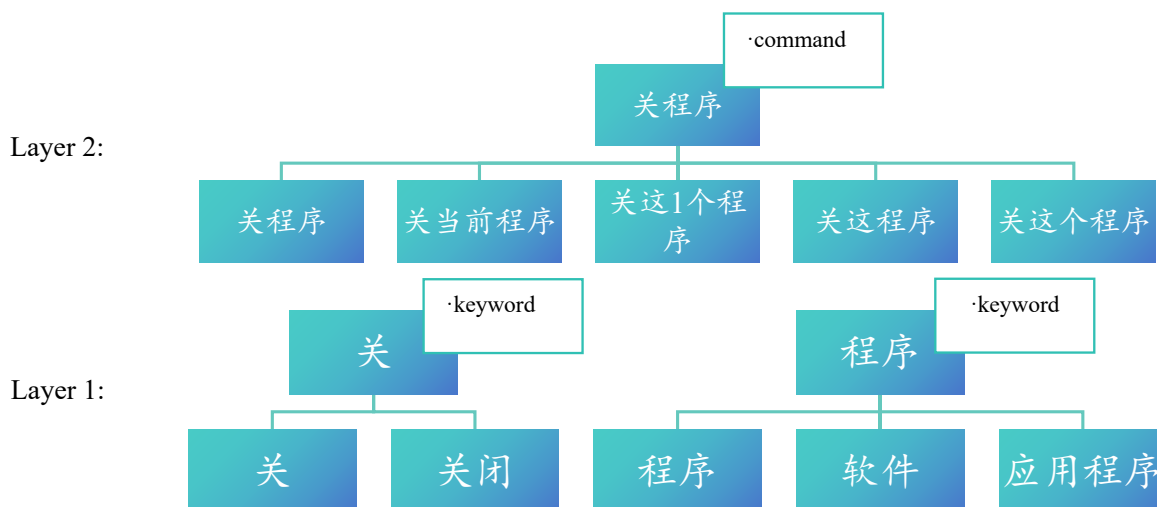 ·command
关程序
Layer 2:
关程序
关当前程序
关这1个程
序
关这程序
关这个程序
·keyword
·keyword
关
程序
Layer 1:
关
关闭
程序
软件
应用程序